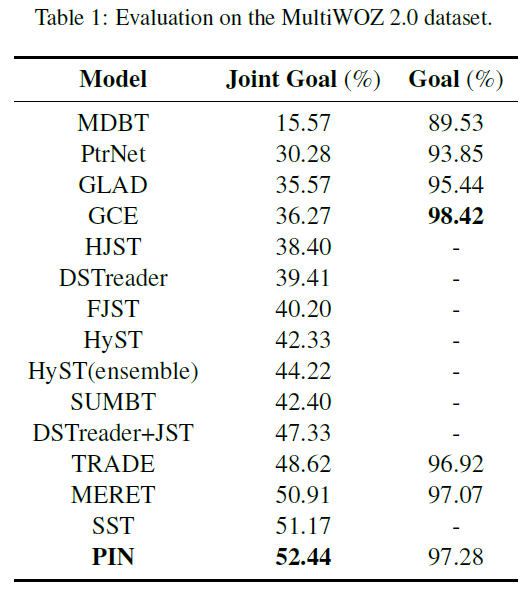 Table 1: Evaluation on the MultiWOZ 2.0 dataset.
Model Joint Goal (%) Goal (%)
MDBT 15.57 89.53
PtrNet 30.28 93.85
GLAD 35.57 95.44
GCE 36.27 98.42
HJST 38.40 -
DSTreader 39.41 -
FJST 40.20 -
HyST 42.33 -
HyST(ensemble) 44.22 -
SUMBT 42.40 -
DSTreader+JST 47.33 -
TRADE 48.62 96.92
MERET 50.91 97.07
SST 51.17 -
PIN 52.44 97.28